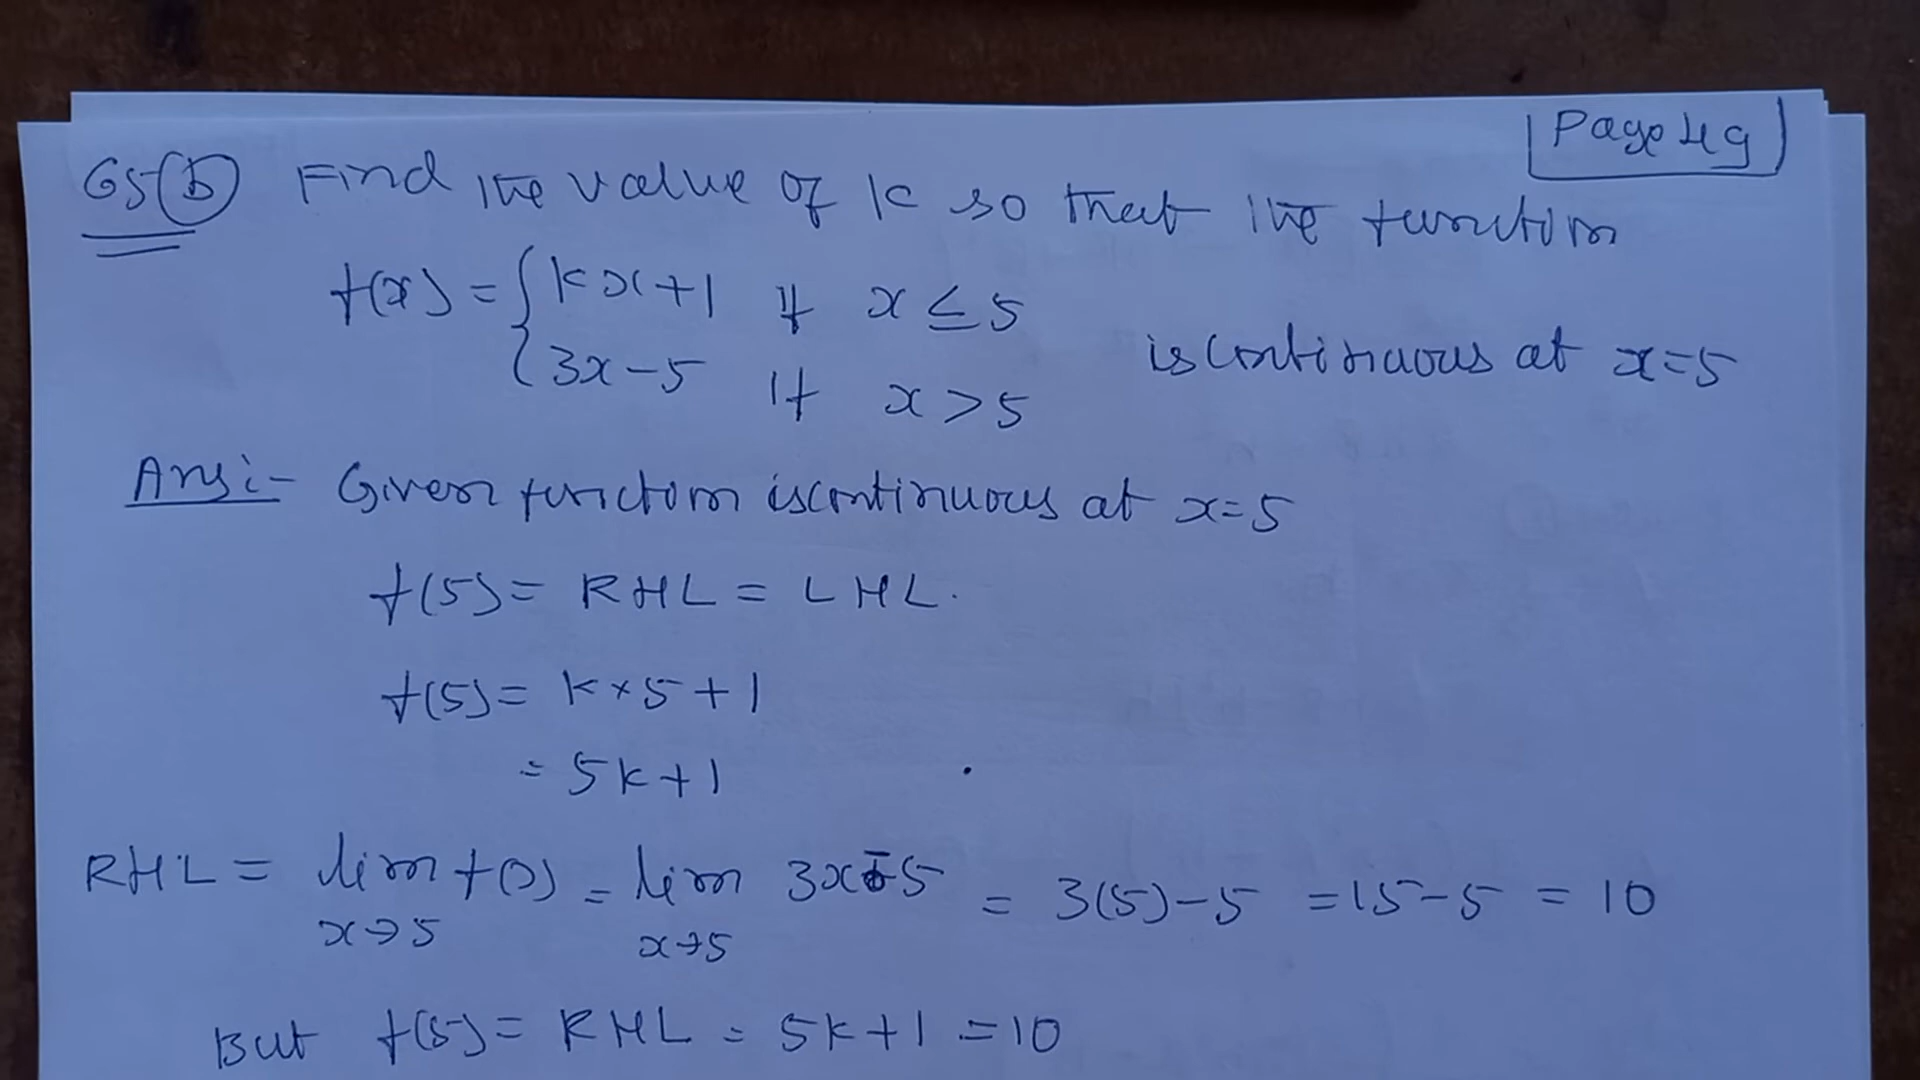 Page 49
65(b) Find the value of K so that the function
f(x) = { kx+1 if x ≤ 5
3x-5 if x > 5 is continuous at x=5
Ans:- Given function is continuous at x=5
f(5) = RHL = LHL.
f(5) = k×5+1
= 5k+1
RHL = lim x→5 f(x) = lim x→5 3x-5 = 3(5)-5 = 15-5 = 10
But f(5) = RHL = 5k+1 = 10